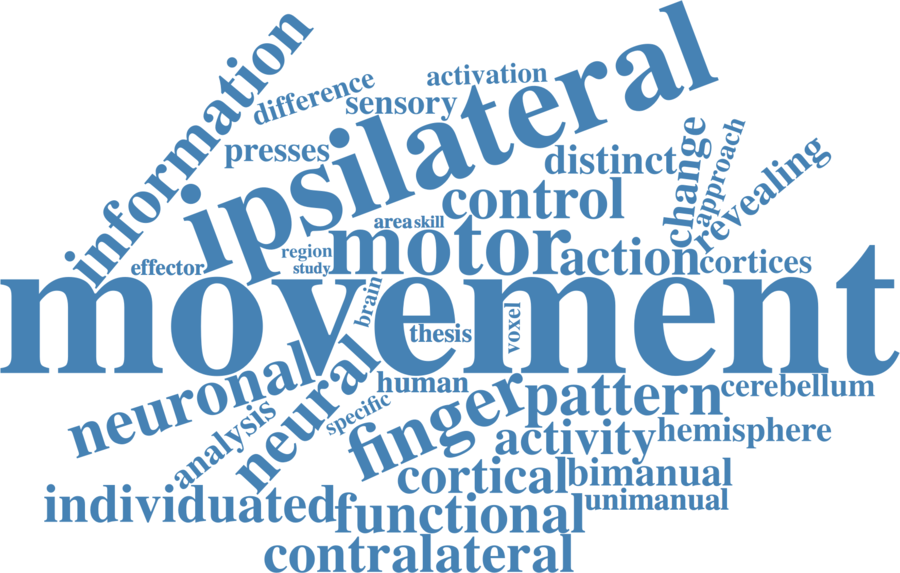 information
difference
activation
sensory
ipsilateral
presses
distinct
change
approach
revealing
control
area
skill
motor
action
cortices
region
study
effector
movement
brain
thesis
voxel
neuronal
neural
human
specific
analysis
finger
pattern
cerebellum
activity
hemisphere
cortical
bimanual
unimanual
individuated
functional
contralateral